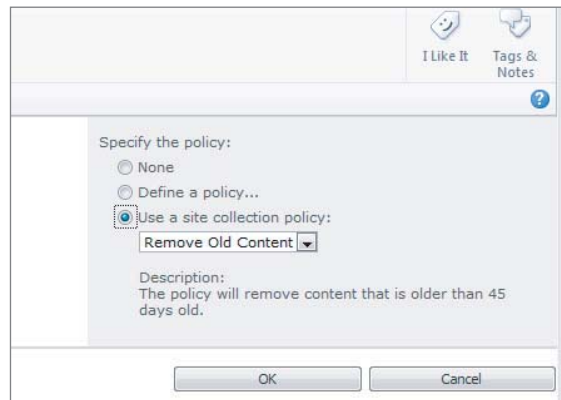 I Like It
Tags &
Notes
Specify the policy:
None
Define a policy...
Use a site collection policy:
Remove Old Content
Description:
The policy will remove content that is older than 45
days old.
OK
Cancel